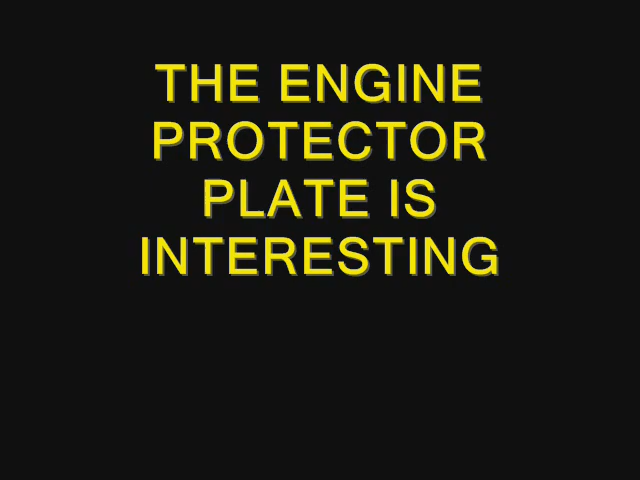 THE ENGINE
PROTECTOR
PLATE IS
INTERESTING